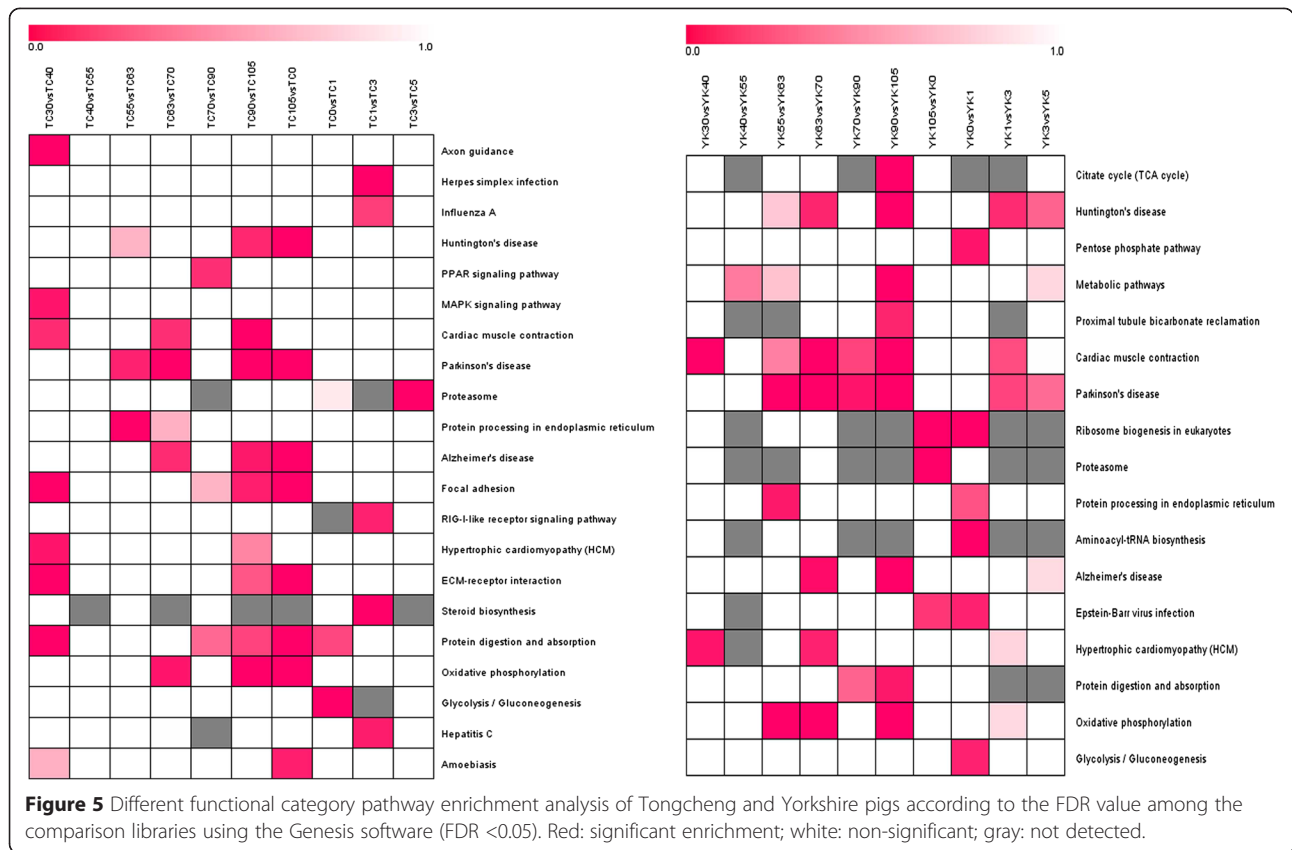 0.0 1.0
TC30vsTC40
TC40vsTC55
TC55vsTC63
TC63vsTC70
TC70vsTC90
TC90vsTC105
TC105vsTC0
TC0vsTC1
TC1vsTC3
TC3vsTC5
Axon guidance
Herpes simplex infection
Influenza A
Huntington's disease
PPAR signaling pathway
MAPK signaling pathway
Cardiac muscle contraction
Parkinson's disease
Proteasome
Protein processing in endoplasmic reticulum
Alzheimer's disease
Focal adhesion
RIG-I-like receptor signaling pathway
Hypertrophic cardiomyopathy (HCM)
ECM-receptor interaction
Steroid biosynthesis
Protein digestion and absorption
Oxidative phosphorylation
Glycolysis / Gluconeogenesis
Hepatitis C
Amoebiasis
0.0 1.0
YK30vsYK40
YK40vsYK55
YK55vsYK63
YK63vsYK70
YK70vsYK90
YK90vsYK105
YK105vsYK0
YK0vsYK1
YK1vsYK3
YK3vsYK5
Citrate cycle (TCA cycle)
Huntington's disease
Pentose phosphate pathway
Metabolic pathways
Proximal tubule bicarbonate reclamation
Cardiac muscle contraction
Parkinson's disease
Ribosome biogenesis in eukaryotes
Proteasome
Protein processing in endoplasmic reticulum
Aminoacyl-tRNA biosynthesis
Alzheimer's disease
Epstein-Barr virus infection
Hypertrophic cardiomyopathy (HCM)
Protein digestion and absorption
Oxidative phosphorylation
Glycolysis / Gluconeogenesis
Figure 5 Different functional category pathway enrichment analysis of Tongcheng and Yorkshire pigs according to the FDR value among the
comparison libraries using the Genesis software (FDR <0.05). Red: significant enrichment; white: non-significant; gray: not detected.